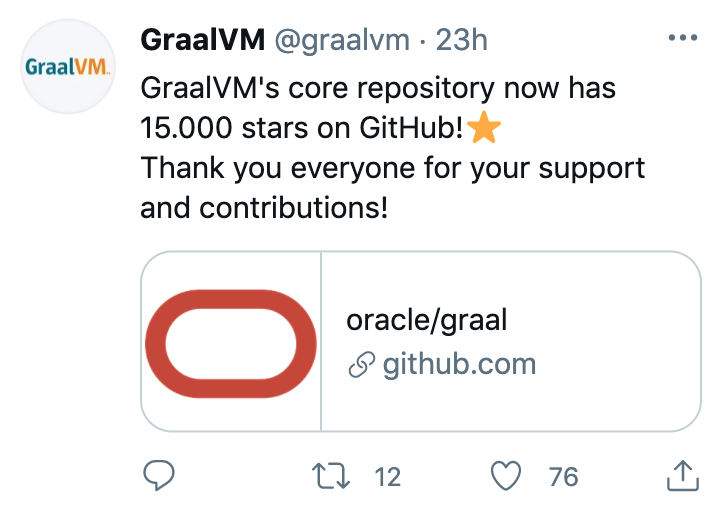 GraalVM™
GraalVM @graalvm · 23h
GraalVM's core repository now has
15.000 stars on GitHub!⭐
Thank you everyone for your support
and contributions!
oracle/graal
github.com
12 76